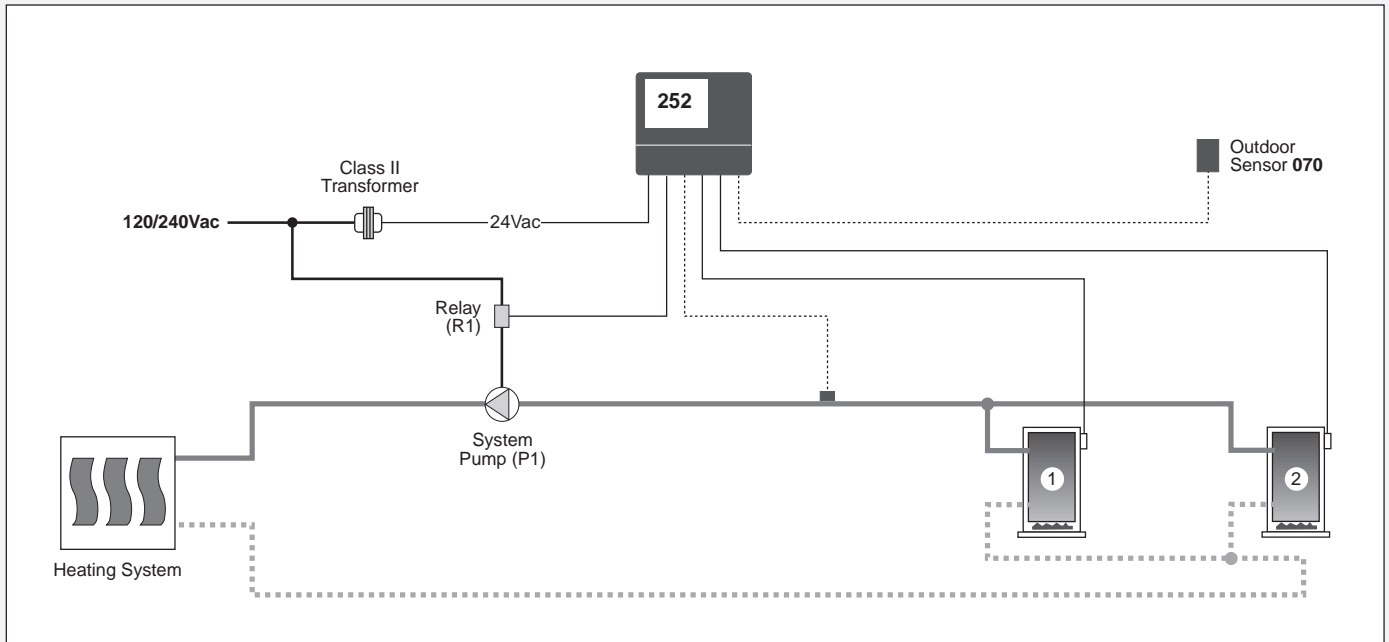 252
Outdoor
Sensor 070
Class II
Transformer
120/240Vac
24Vac
Relay
(R1)
System
Pump (P1)
1
2
Heating System